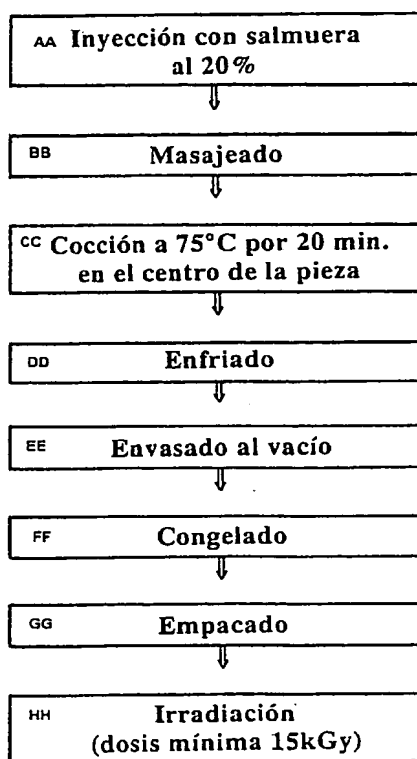 AA Inyección con salmuera
al 20%
BB Masajeado
CC Cocción a 75°C por 20 min.
en el centro de la pieza
DD Enfriado
EE Envasado al vacío
FF Congelado
GG Empacado
HH Irradiación
(dosis mínima 15kGy)